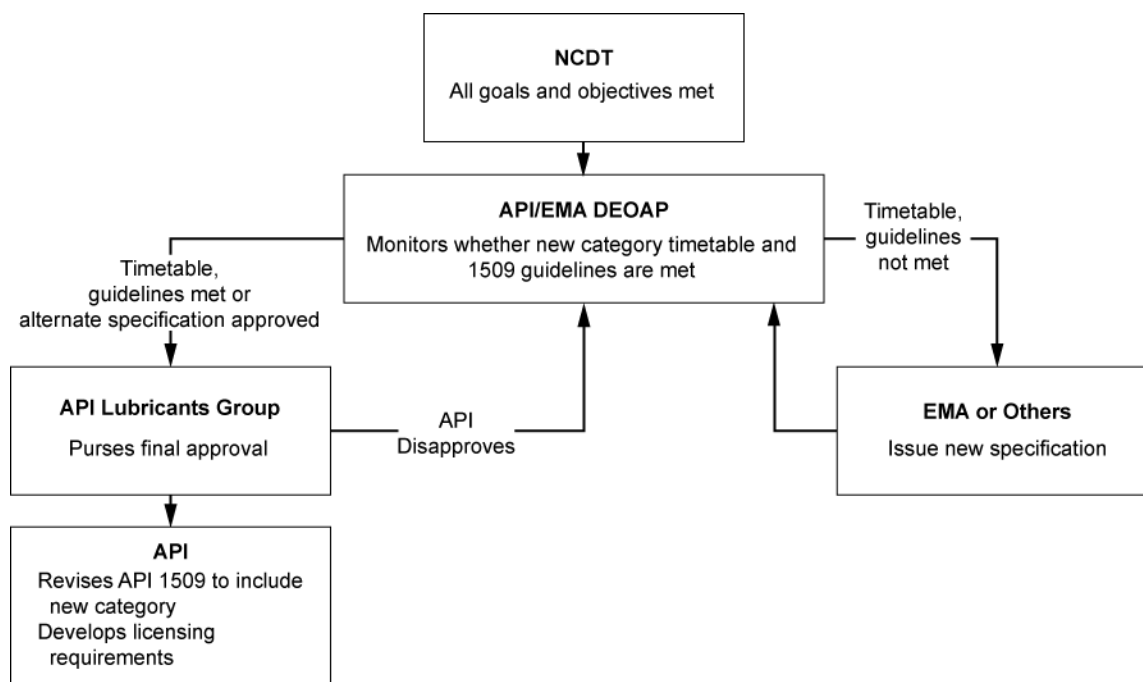 NCDT
All goals and objectives met
API/EMA DEOAP
Monitors whether new category timetable and
1509 guidelines are met
Timetable,
guidelines
not met
Timetable,
guidelines met or
alternate specification approved
API Lubricants Group
Purses final approval
API
Disapproves
EMA or Others
Issue new specification
API
Revises API 1509 to include
new category
Develops licensing
requirements